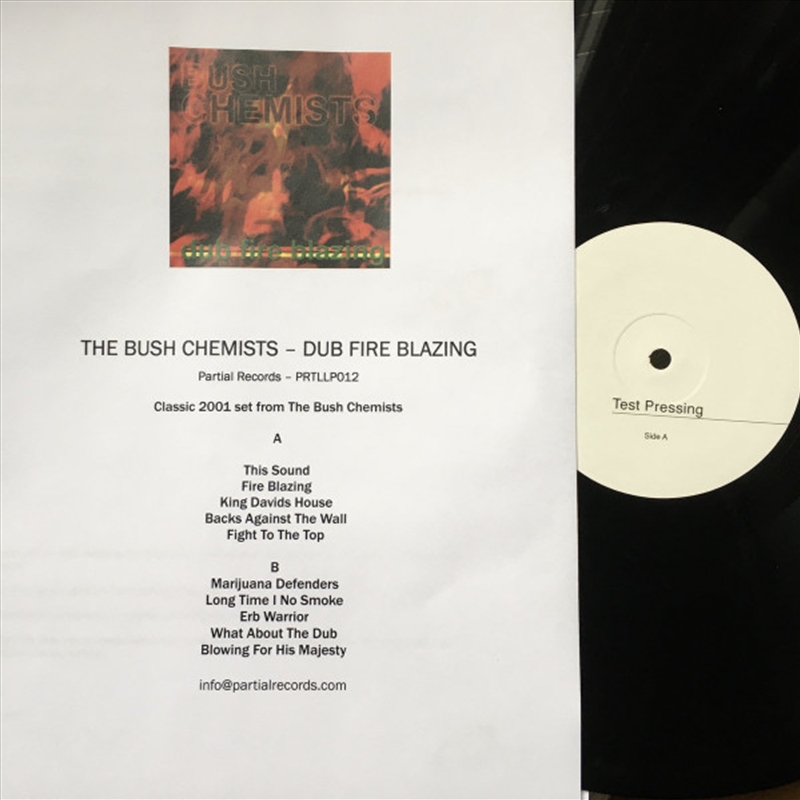 BUSH
CHEMISTS
dub fire blazing
THE BUSH CHEMISTS – DUB FIRE BLAZING
Partial Records – PRTLLP012
Classic 2001 set from The Bush Chemists
A
This Sound
Fire Blazing
King Davids House
Backs Against The Wall
Fight To The Top
B
Marijuana Defenders
Long Time I No Smoke
Erb Warrior
What About The Dub
Blowing For His Majesty
info@partialrecords.com
Test Pressing
Side A